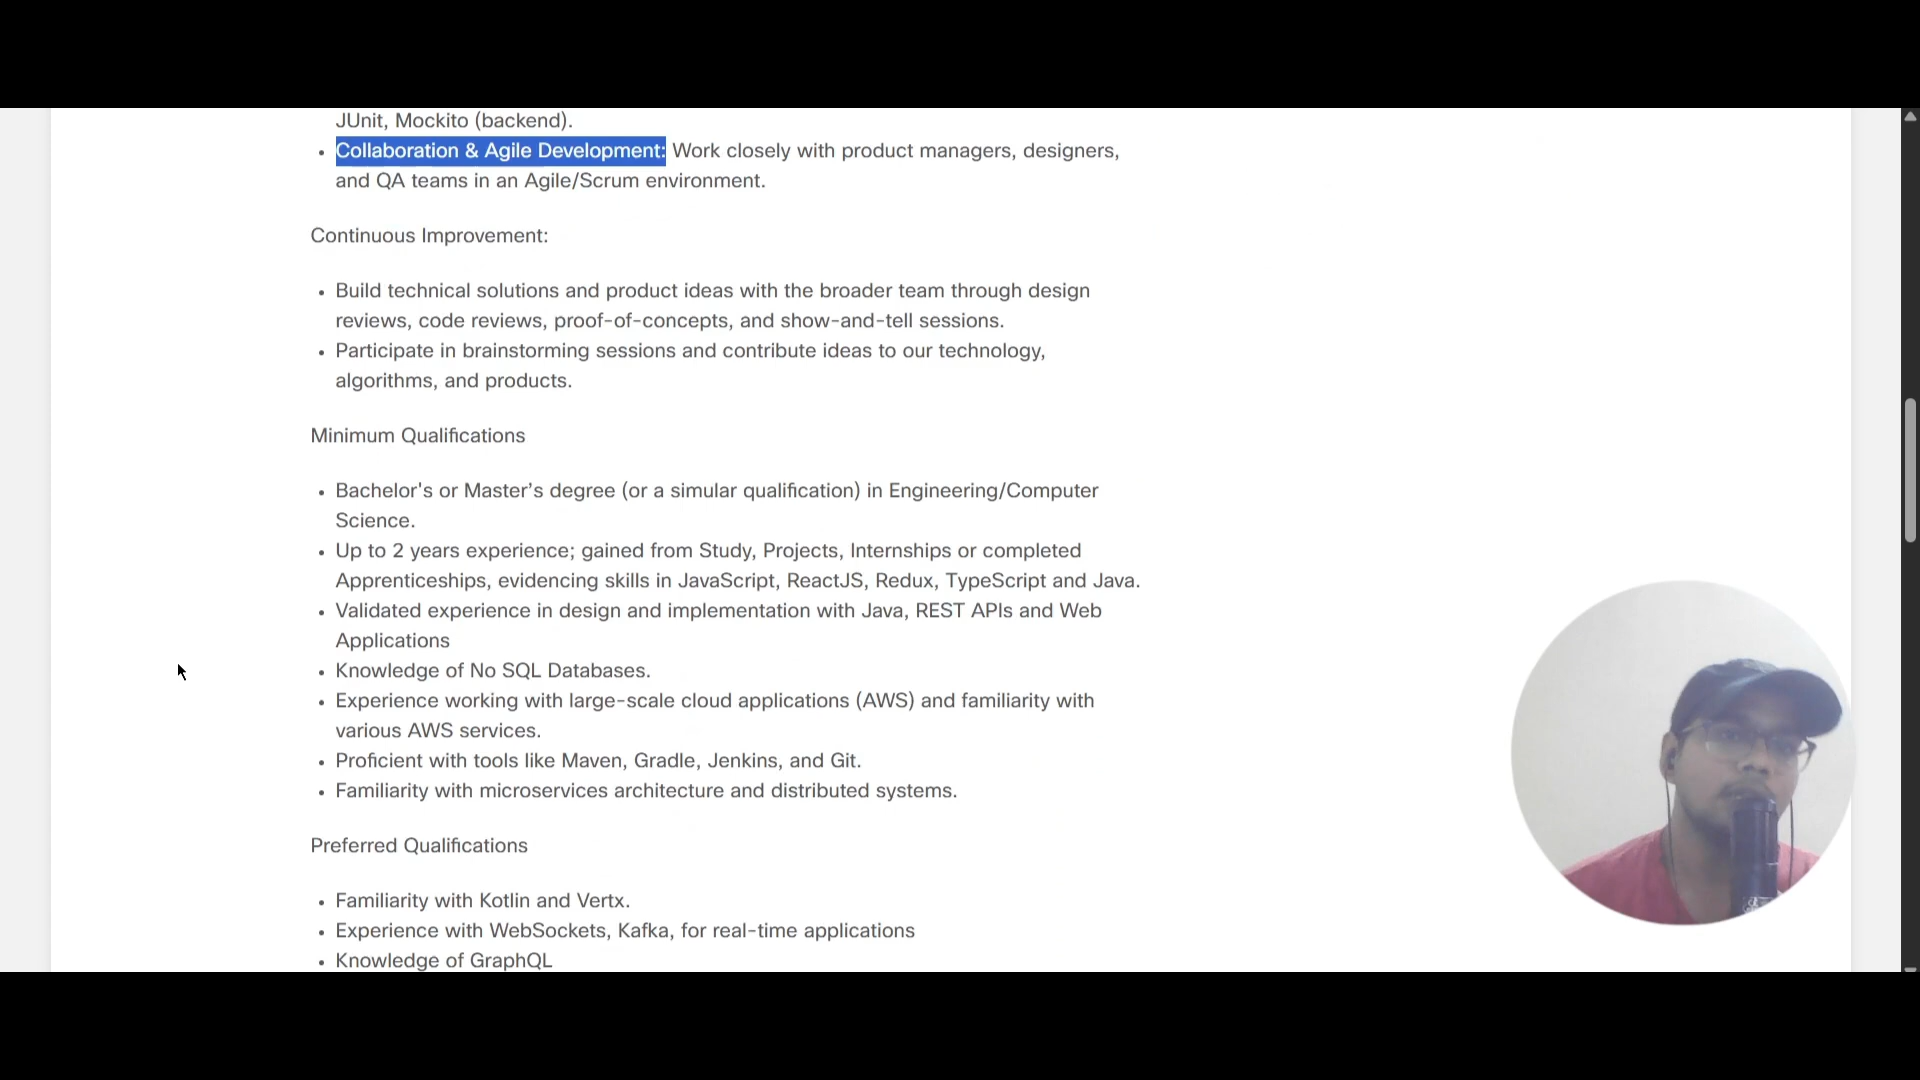 JUnit, Mockito (backend).
• Collaboration & Agile Development: Work closely with product managers, designers,
and QA teams in an Agile/Scrum environment.
Continuous Improvement:
• Build technical solutions and product ideas with the broader team through design
reviews, code reviews, proof-of-concepts, and show-and-tell sessions.
• Participate in brainstorming sessions and contribute ideas to our technology,
algorithms, and products.
Minimum Qualifications
• Bachelor's or Master’s degree (or a simular qualification) in Engineering/Computer
Science.
• Up to 2 years experience; gained from Study, Projects, Internships or completed
Apprenticeships, evidencing skills in JavaScript, ReactJS, Redux, TypeScript and Java.
• Validated experience in design and implementation with Java, REST APIs and Web
Applications
• Knowledge of No SQL Databases.
• Experience working with large-scale cloud applications (AWS) and familiarity with
various AWS services.
• Proficient with tools like Maven, Gradle, Jenkins, and Git.
• Familiarity with microservices architecture and distributed systems.
Preferred Qualifications
• Familiarity with Kotlin and Vertx.
• Experience with WebSockets, Kafka, for real-time applications
• Knowledge of GraphQL